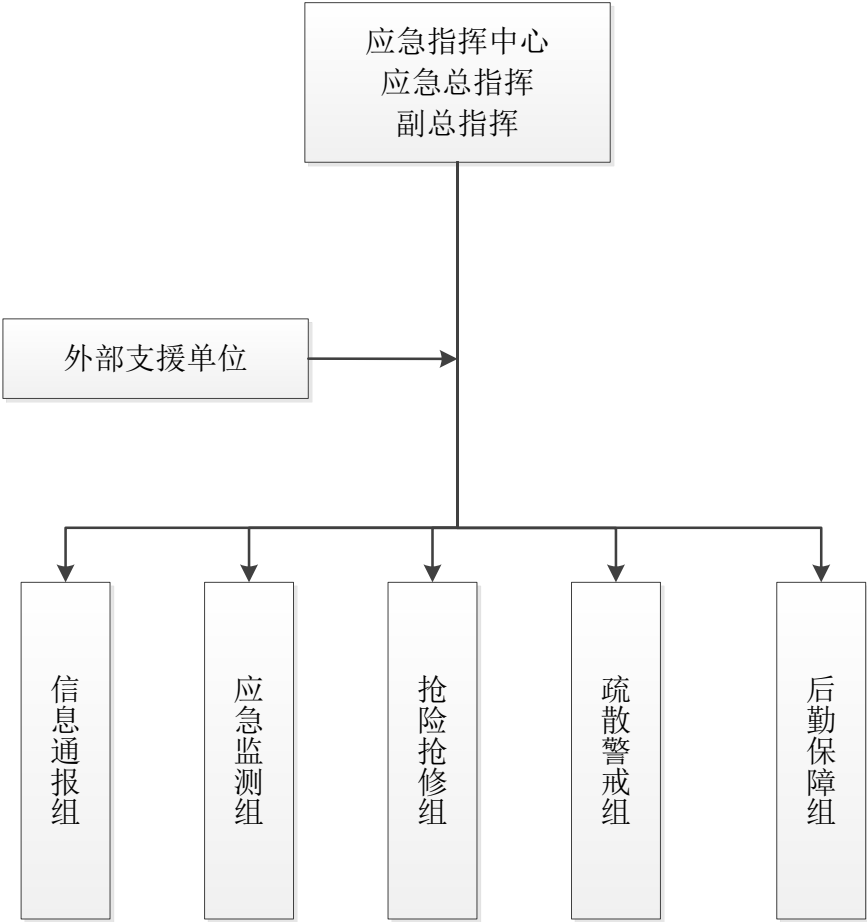 应急指挥中心
应急总指挥
副总指挥
外部支援单位
信息通报组
应急监测组
抢险抢修组
疏散警戒组
后勤保障组